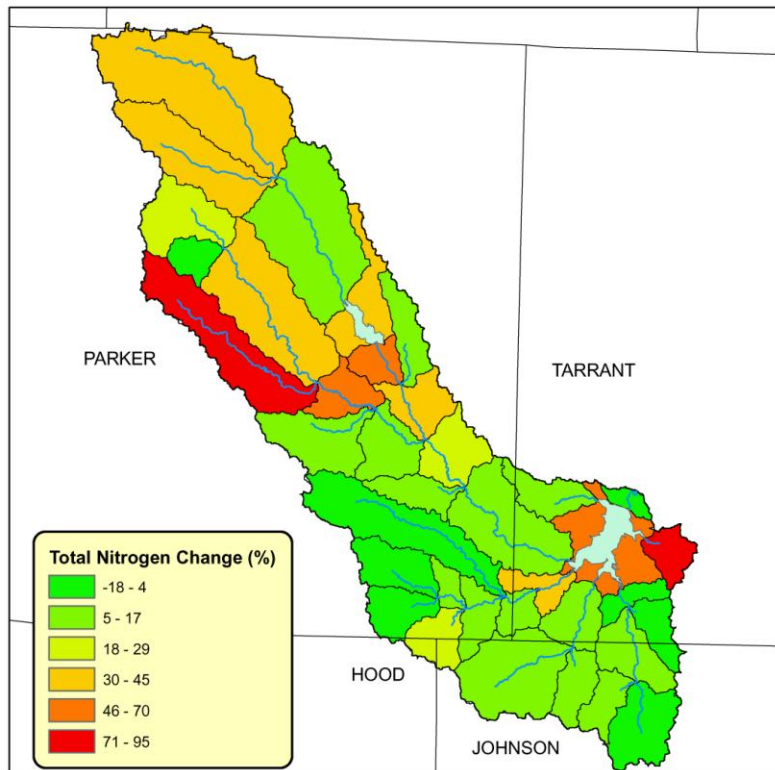 PARKER
TARRANT
Total Nitrogen Change (%)
-18 - 4
5 - 17
18 - 29
30 - 45
46 - 70
71 - 95
HOOD
JOHNSON